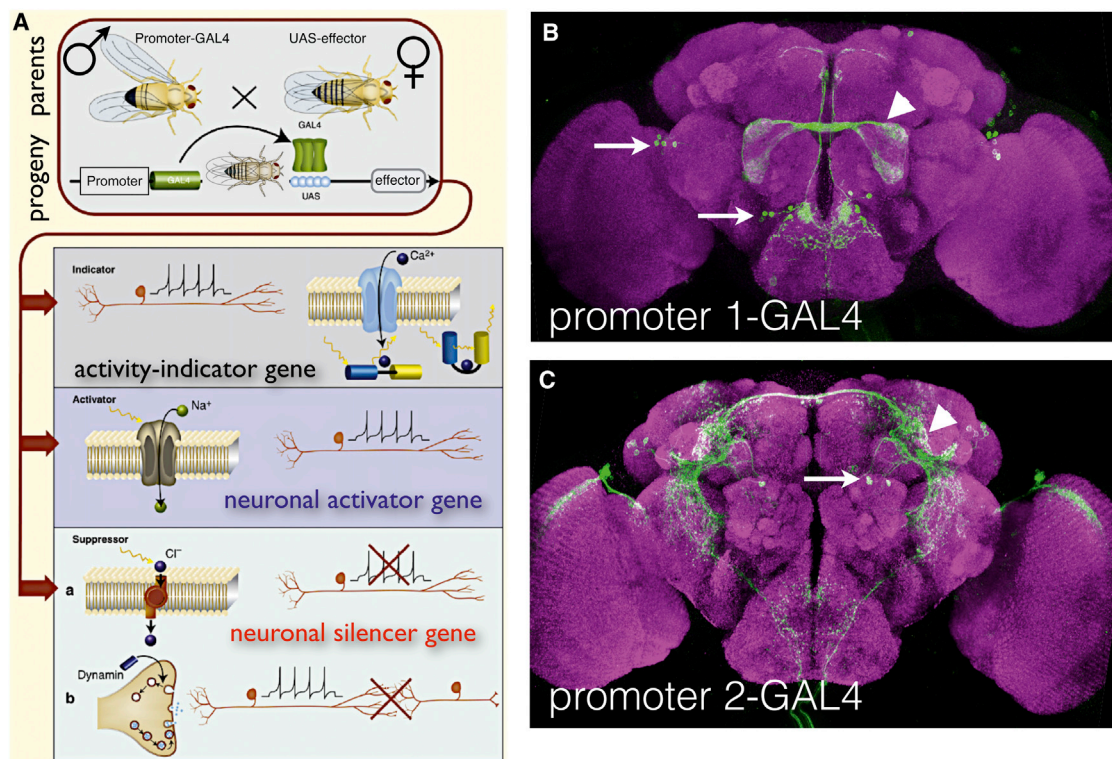 A
parents
progeny
Promoter-GAL4
UAS-effector
♂
♀
×
GAL4
Promoter
GAL4
UAS
effector
Indicator
Ca²⁺
activity-indicator gene
Activator
Na⁺
neuronal activator gene
Suppressor
Cl⁻
a
neuronal silencer gene
Dynamin
b
B
promoter 1-GAL4
C
promoter 2-GAL4